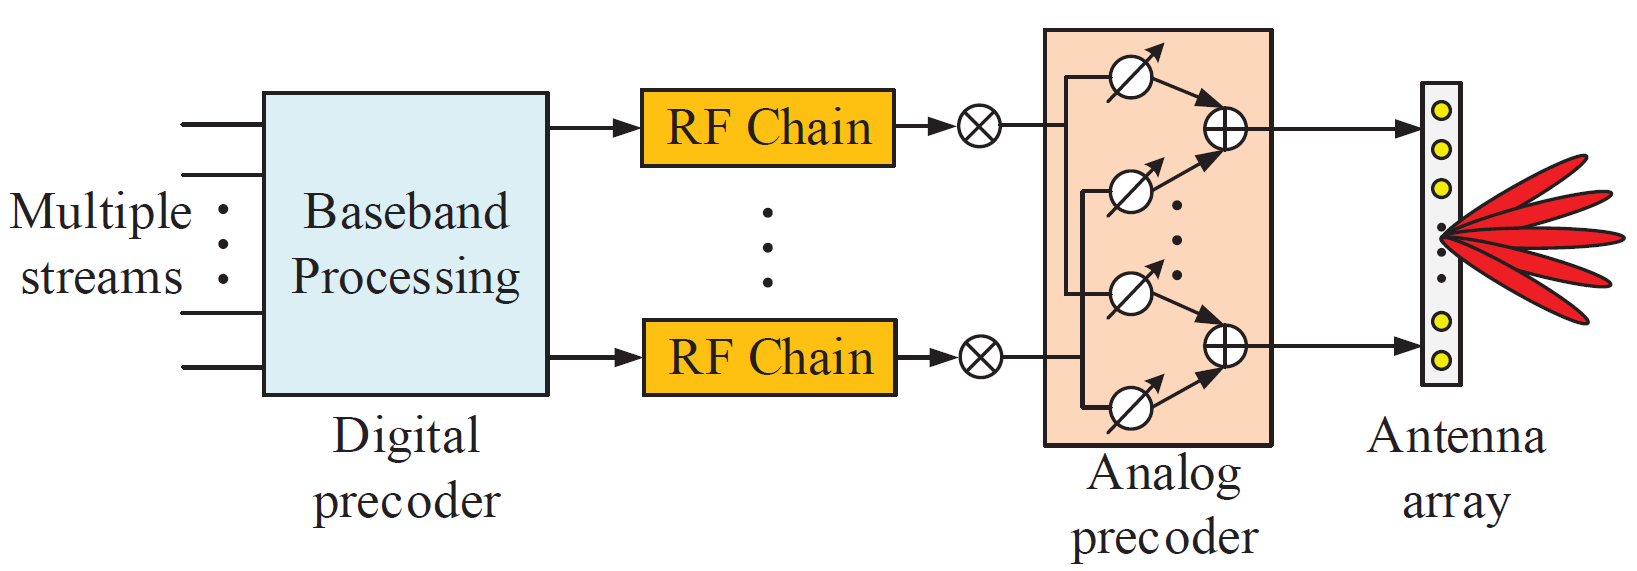 Multiple
streams
Baseband
Processing
Digital
precoder
RF Chain
RF Chain
Analog
precoder
Antenna
array